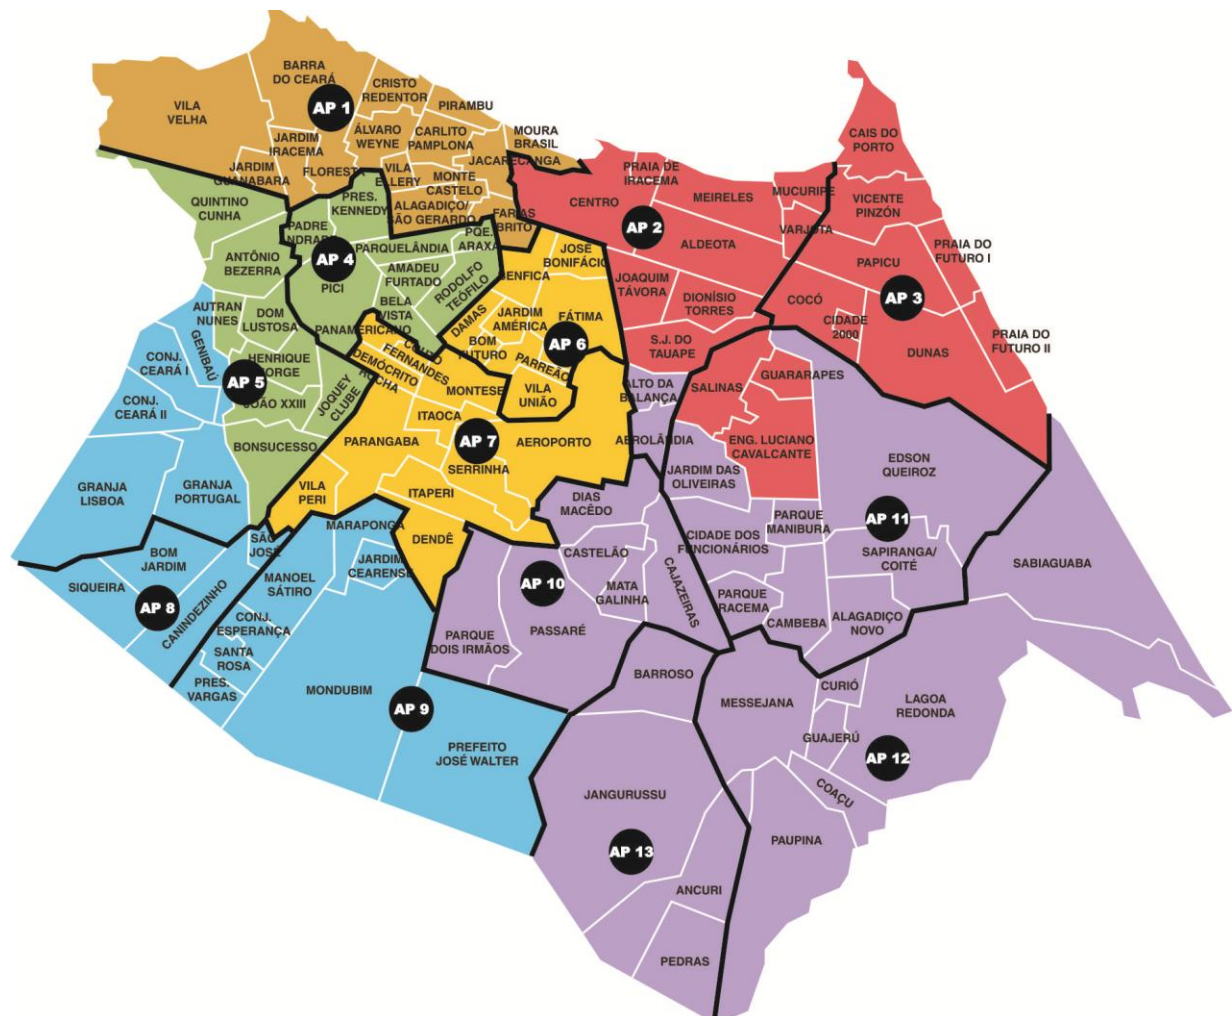 BARRA
DO CEARÁ
VILA
VELHA
AP 1
CRISTO
REDENTOR
PIRAMBU
JARDIM
IRACEMA
ÁLVARO
WEYNE
CARLITO
PAMPLONA
MOURA
BRASIL
JACARECANGA
JARDIM
GUANABARA
FLORESTA
VILA
ELLERY
MONTE
CASTELO
ALAGADIÇO/
SÃO GERARDO
FARIAS
BRITO
CAIS DO
PORTO
PRAIA DE
IRACEMA
CENTRO
MEIRELES
MUCURIPE
VICENTE
PINZÓN
AP 2
VARJOTA
ALDEOTA
PRAIA DO
FUTURO I
PAPICU
AP 3
JOAQUIM
TÁVORA
DIONÍSIO
TORRES
COCÓ
CIDADE
2000
S.J. DO
TAUAPE
DUNAS
PRAIA DO
FUTURO II
QUINTINO
CUNHA
PRES.
KENNEDY
PADRE
NDRADE
AP 4
PARQUELÂNDIA
PQE.
ARAXÁ
ANTÔNIO
BEZERRA
PICI
AMADEU
FURTADO
RODOLFO
TEÓFILO
BELA
VISTA
PANAMERICANO
AUTRAN
NUNES
DOM
LUSTOSA
JOSÉ
BONIFÁCIO
BENFICA
DAMAS
JARDIM
AMÉRICA
FÁTIMA
BOM
FUTURO
AP 6
PARREÃO
VILA
UNIÃO
COUTO
FERNANDES
DEMÓCRITO
ROCHA
MONTESE
GENIBAÚ
CONJ.
CEARÁ I
CONJ.
CEARÁ II
AP 5
HENRIQUE
JORGE
JOÃO XXIII
JOQUEY
CLUBE
BONSUCESSO
ITAOCA
PARANGABA
AP 7
SERRINHA
AEROPORTO
ALTO DA
BALANÇA
SALINAS
GUARARAPES
AEROLÂNDIA
ENG. LUCIANO
CAVALCANTE
JARDIM DAS
OLIVEIRAS
EDSON
QUEIROZ
GRANJA
LISBOA
GRANJA
PORTUGAL
VILA
PERI
ITAPERI
DIAS
MACÊDO
MARAPONGA
DENDÊ
CIDADE DOS
FUNCIONÁRIOS
PARQUE
MANIBURA
AP 11
SÃO
JOSÉ
BOM
JARDIM
JARDIM
CEARENSE
CASTELÃO
SAPIRANGA/
COITÉ
SABIAGUABA
SIQUEIRA
MANOEL
SÁTIRO
AP 10
MATA
GALINHA
CAJAZEIRAS
PARQUE
IRACEMA
AP 8
CANINDEZINHO
CONJ.
ESPERANÇA
PARQUE
DOIS IRMÃOS
PASSARÉ
CAMBEBA
ALAGADIÇO
NOVO
SANTA
ROSA
PRES.
VARGAS
MONDUBIM
BARROSO
CURIÓ
MESSEJANA
LAGOA
REDONDA
AP 9
GUAJERÚ
PREFEITO
JOSÉ WALTER
AP 12
JANGURUSSU
COAÇU
PAUPINA
AP 13
ANCURI
PEDRAS